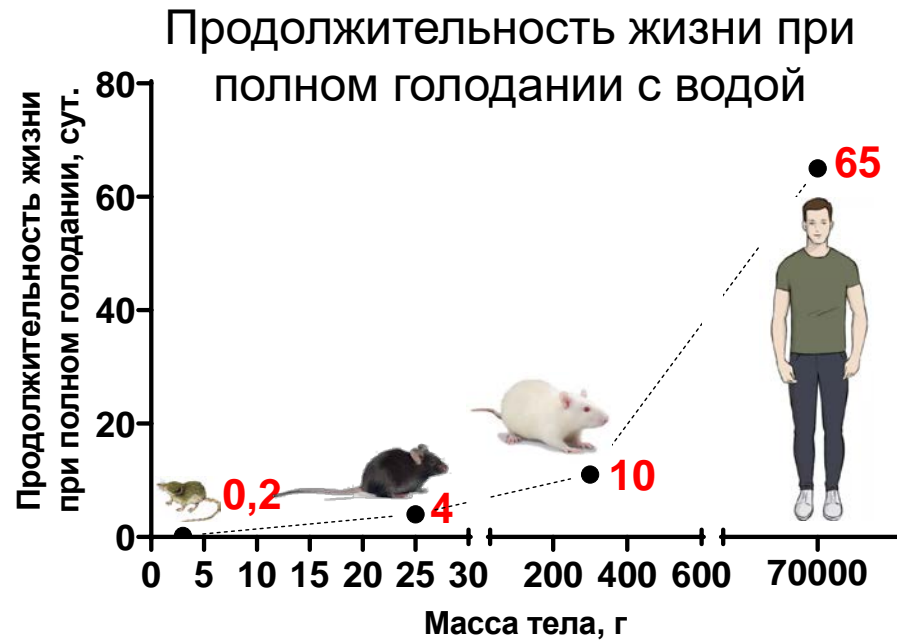 Продолжительность жизни при
полном голодании с водой
Продолжительность жизни
при полном голодании, сут.
80
60
40
20
0
0,2
4
10
65
0 5 10 15 20 25 30 200 400 600 70000
Масса тела, г